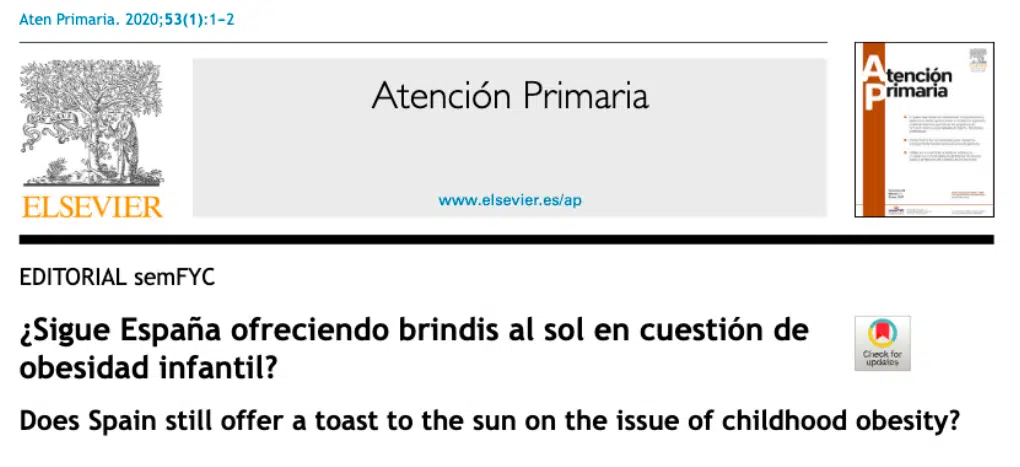 Aten Primaria. 2020;53(1):1-2
ELSEVIER
Atención Primaria
www.elsevier.es/ap
Atención
Primaria
EDITORIAL semFYC
¿Sigue España ofreciendo brindis al sol en cuestión de
obesidad infantil?
Check for
updates
Does Spain still offer a toast to the sun on the issue of childhood obesity?